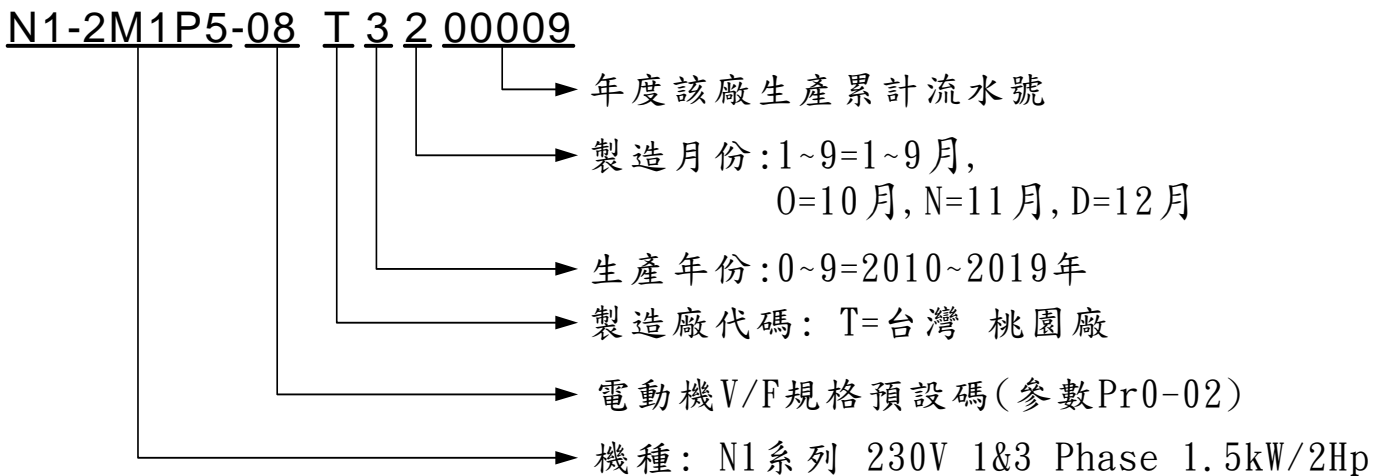 N1-2M1P5-08 T 3 2 00009
年度該廠生產累計流水號
製造月份:1~9=1~9月,
O=10月,N=11月,D=12月
生產年份:0~9=2010~2019年
製造廠代碼: T=台灣 桃園廠
電動機V/F規格預設碼(參數Pr0-02)
機種: N1系列 230V 1&3 Phase 1.5kW/2Hp